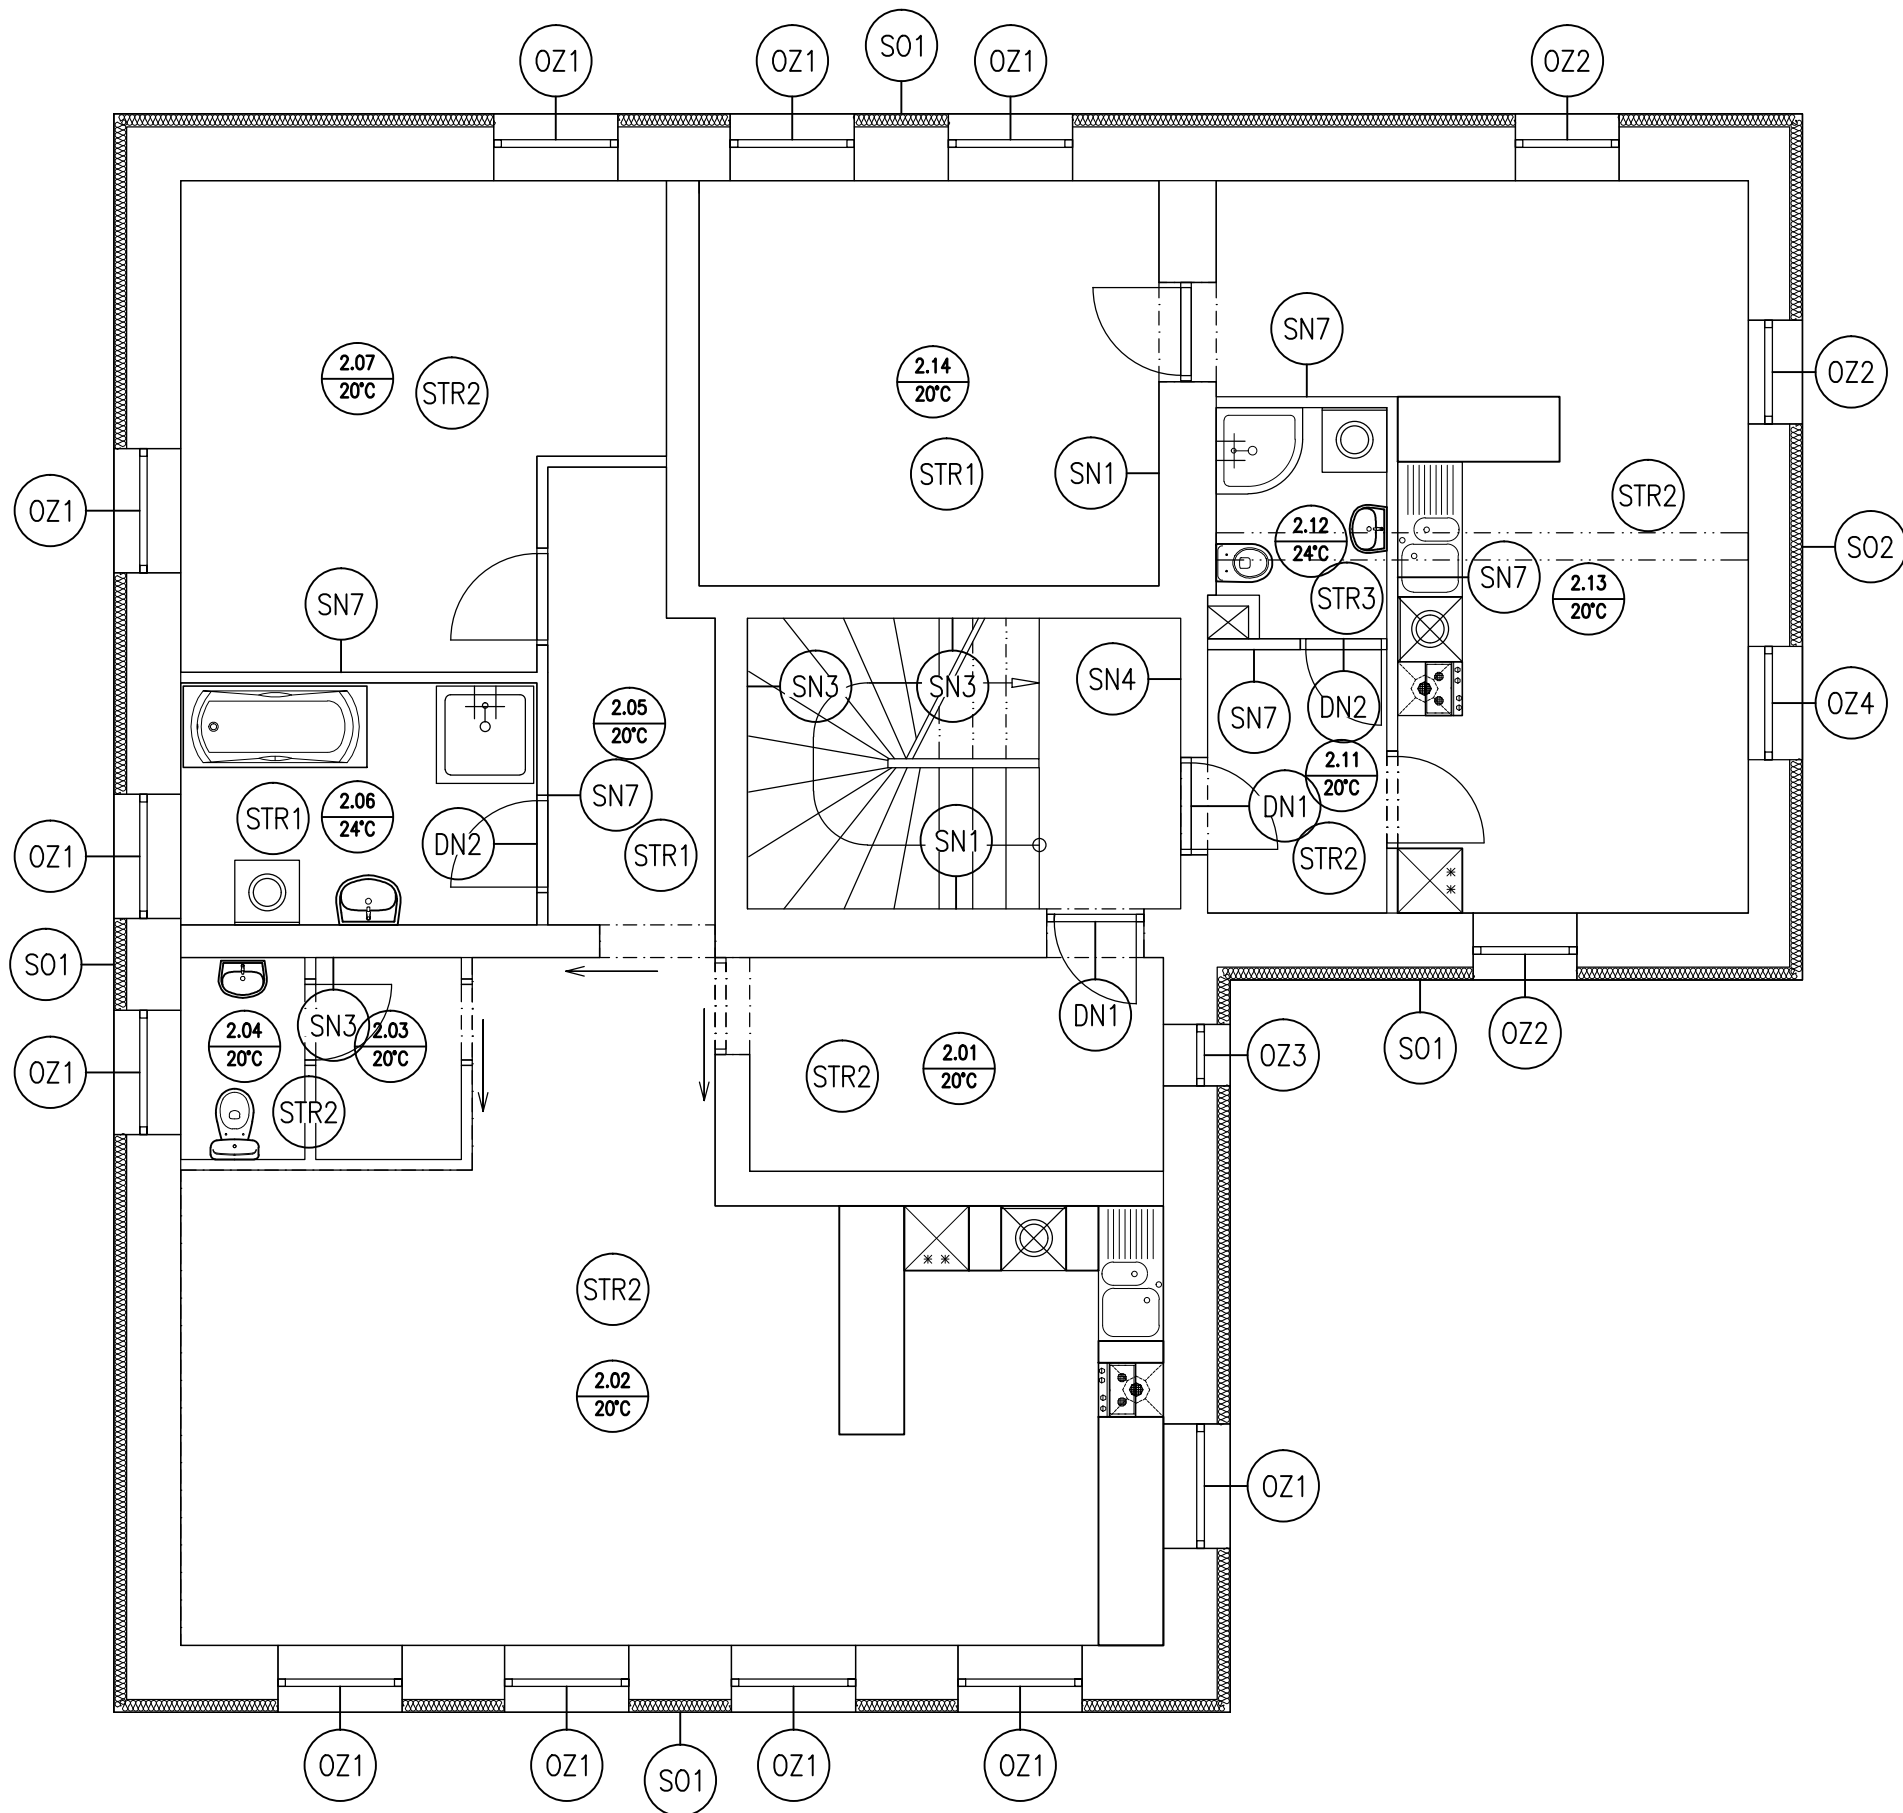 SO1
OZ1
OZ1
OZ1
OZ2
SN7
2.07
20°C
STR2
2.14
20°C
OZ2
STR1
SN1
STR2
OZ1
2.12
24°C
SO2
SN7
SN7
STR3
2.13
20°C
SN3
SN3
SN4
2.05
20°C
SN7
DN2
OZ4
2.11
20°C
SN7
DN1
STR1
2.06
24°C
DN2
SN1
STR1
STR2
OZ1
SO1
2.04
20°C
SN3
2.03
20°C
DN1
OZ2
SO1
OZ1
STR2
2.01
20°C
OZ3
STR2
STR2
2.02
20°C
OZ1
OZ1
OZ1
SO1
OZ1
OZ1